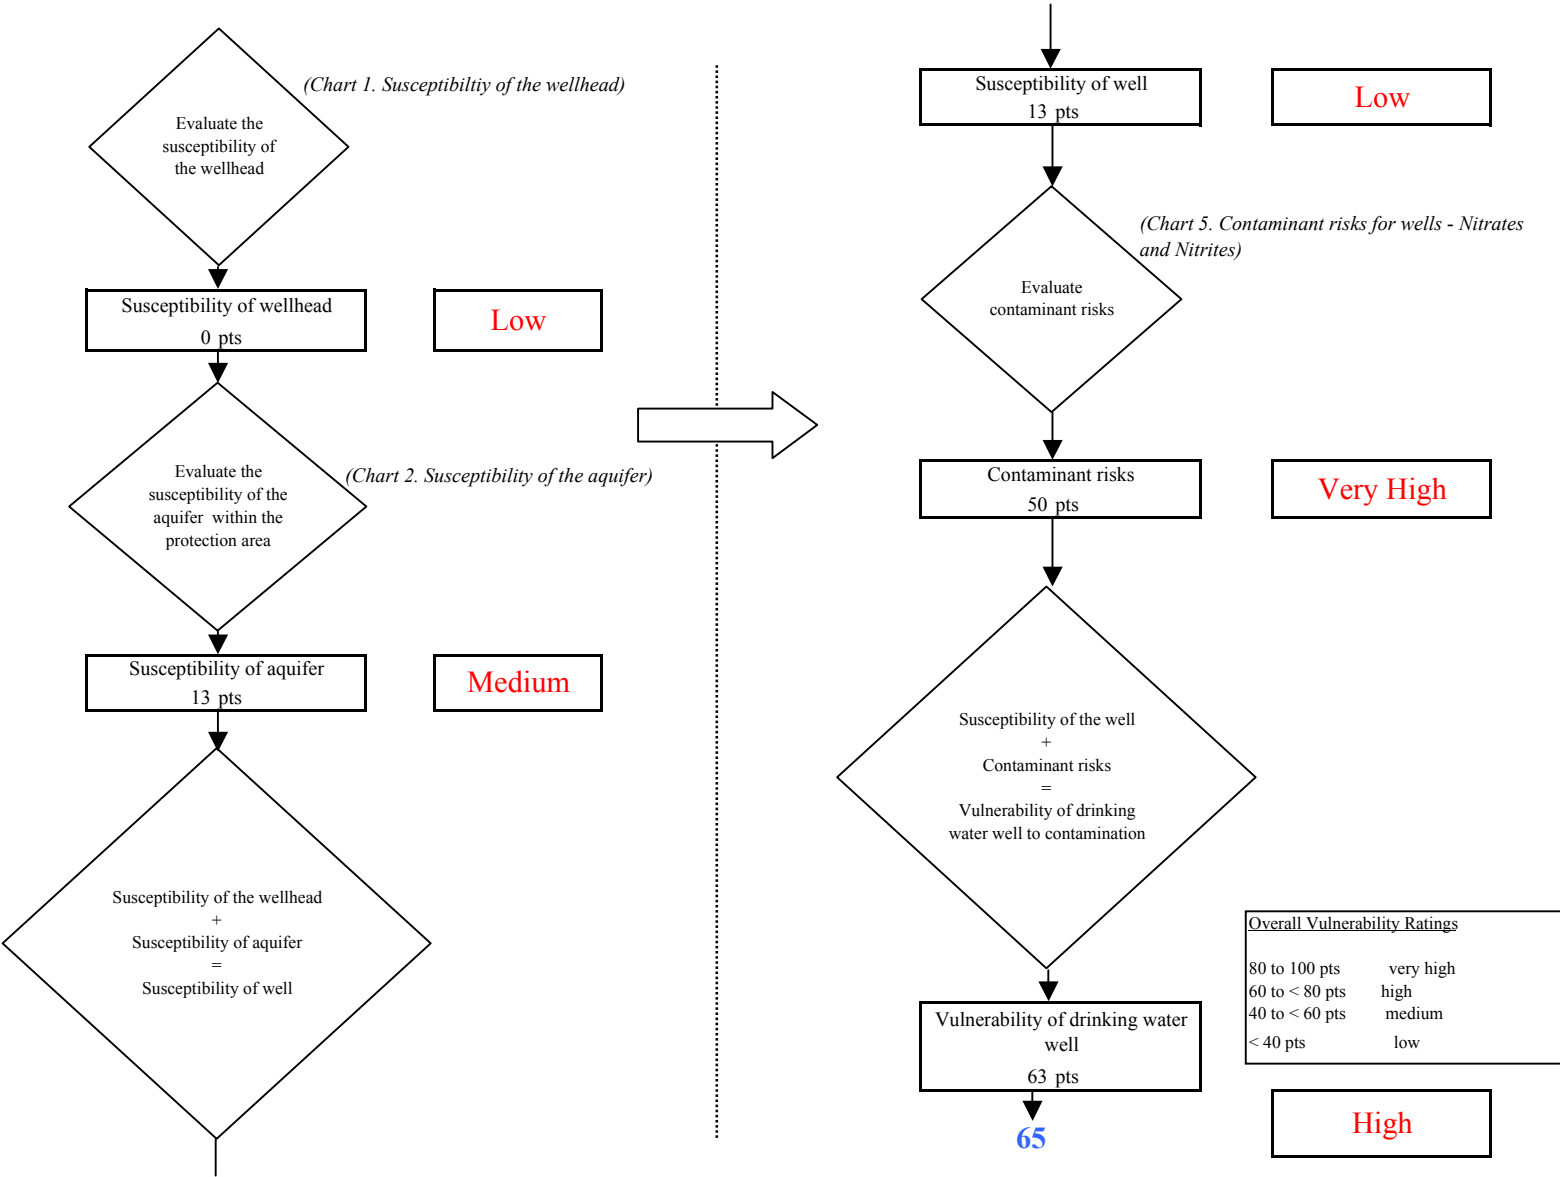 (Chart 1. Susceptibiltiy of the wellhead)
Evaluate the
susceptibility of
the wellhead
Susceptibility of wellhead
0 pts
Low
Evaluate the
susceptibility of the
aquifer within the
protection area
(Chart 2. Susceptibility of the aquifer)
Susceptibility of aquifer
13 pts
Medium
Susceptibility of the wellhead
+
Susceptibility of aquifer
=
Susceptibility of well
Susceptibility of well
13 pts
Low
(Chart 5. Contaminant risks for wells - Nitrates
and Nitrites)
Evaluate
contaminant risks
Contaminant risks
50 pts
Very High
Susceptibility of the well
+
Contaminant risks
=
Vulnerability of drinking
water well to contamination
Overall Vulnerability Ratings
80 to 100 pts very high
60 to < 80 pts high
40 to < 60 pts medium
< 40 pts low
Vulnerability of drinking water
well
63 pts
65
High